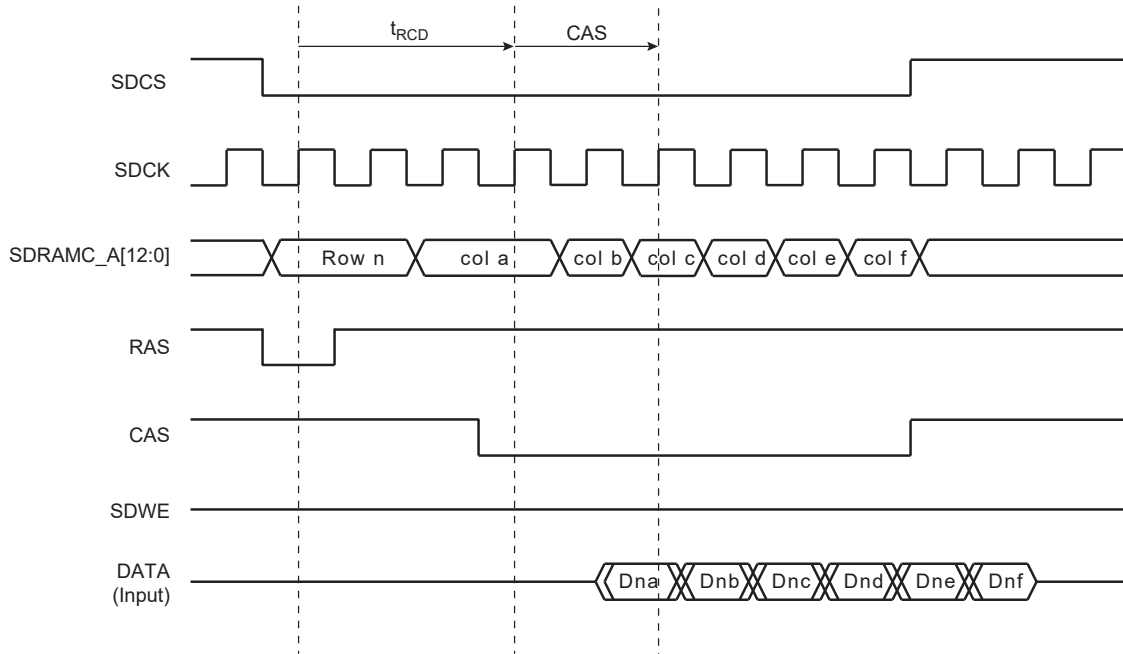 tRCD CAS
SDCS
SDCK
SDRAMC_A[12:0] Row n col a col b col c col d col e col f
RAS
CAS
SDWE
DATA
(Input)
Dna Dnb Dnc Dnd Dne Dnf